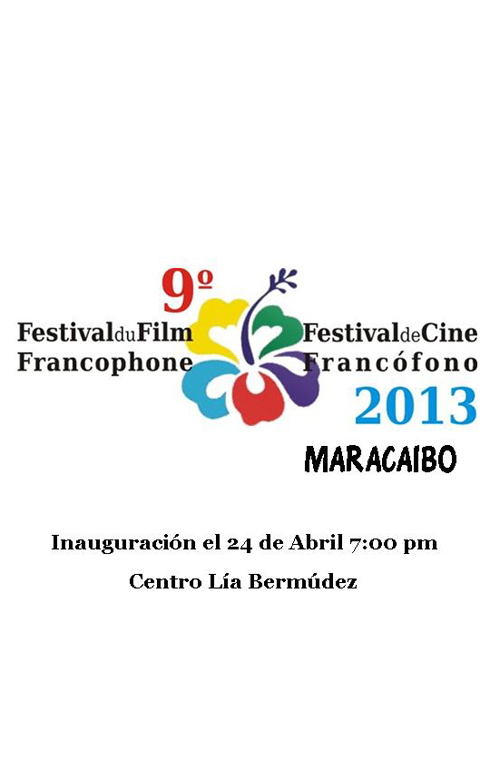 9º
FestivalduFilm
Francophone
FestivaldeCine
Francófono
2013
MARACAIBO
Inauguración el 24 de Abril 7:00 pm
Centro Lía Bermúdez